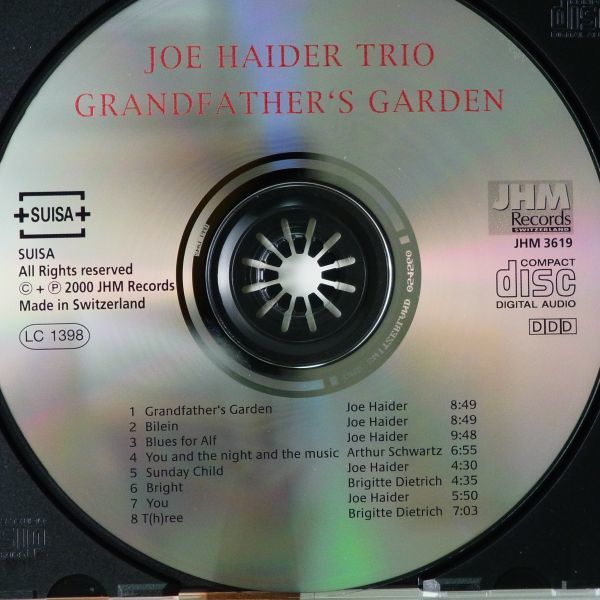 JOE HAIDER TRIO
GRANDFATHER'S GARDEN
SUISA
SUISA
All Rights reserved
© + ℗ 2000 JHM Records
Made in Switzerland
LC 1398
JHM
Records
SWITZERLAND
JHM 3619
COMPACT
disc
DIGITAL AUDIO
DDD
1 Grandfather's Garden Joe Haider 8:49
2 Bilein Joe Haider 8:49
3 Blues for Alf Joe Haider 9:48
4 You and the night and the music Arthur Schwartz 6:55
5 Sunday Child Joe Haider 4:30
6 Bright Brigitte Dietrich 4:35
7 You Joe Haider 5:50
8 T(h)ree Brigitte Dietrich 7:03